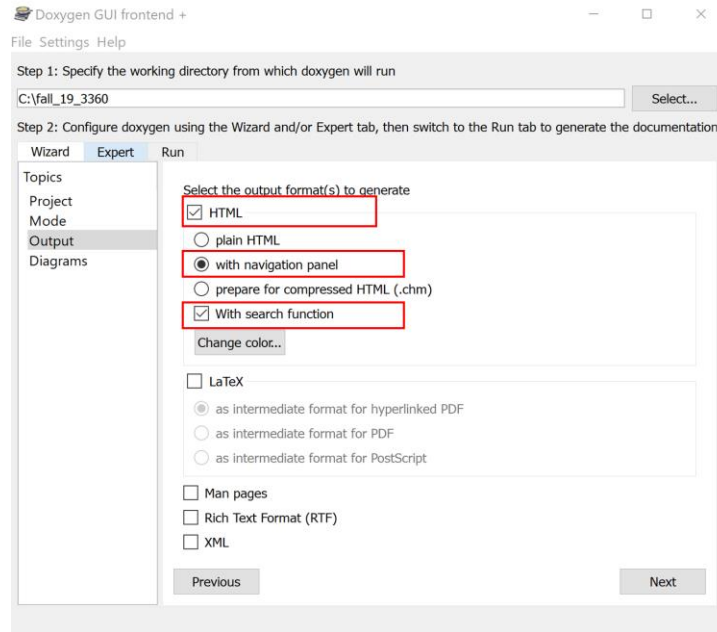 Doxygen GUI frontend +
File Settings Help
Step 1: Specify the working directory from which doxygen will run
C:\fall_19_3360
Select...
Step 2: Configure doxygen using the Wizard and/or Expert tab, then switch to the Run tab to generate the documentation
Wizard Expert Run
Topics
Project
Mode
Output
Diagrams
Select the output format(s) to generate
HTML
plain HTML
with navigation panel
prepare for compressed HTML (.chm)
With search function
Change color...
LaTeX
as intermediate format for hyperlinked PDF
as intermediate format for PDF
as intermediate format for PostScript
Man pages
Rich Text Format (RTF)
XML
Previous
Next